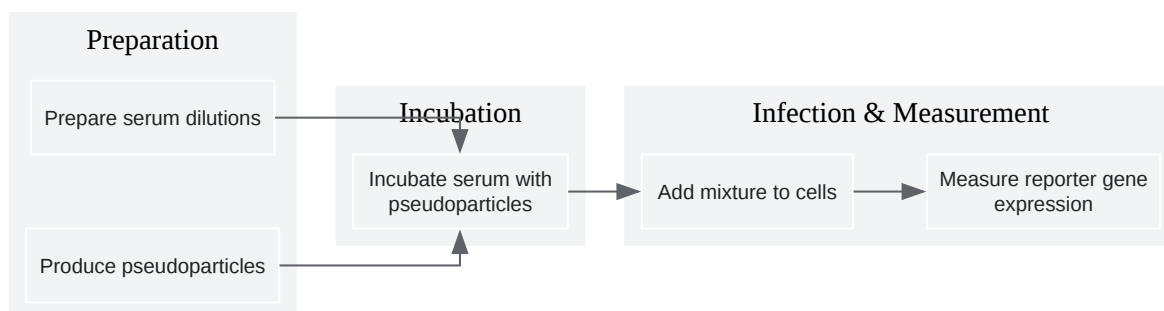 Preparation
Prepare serum dilutions
Produce pseudoparticles
Incubation
Incubate serum with
pseudoparticles
Infection & Measurement
Add mixture to cells
Measure reporter gene
expression